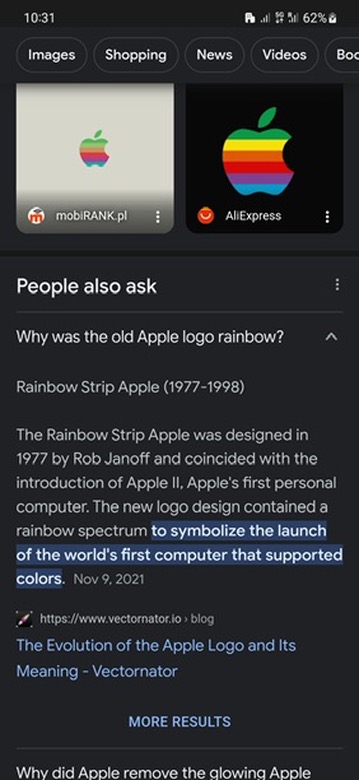 10:31
62%
Images
Shopping
News
Videos
Boo
mobiRANK.pl
AliExpress
People also ask
Why was the old Apple logo rainbow?
Rainbow Strip Apple (1977-1998)
The Rainbow Strip Apple was designed in
1977 by Rob Janoff and coincided with the
introduction of Apple II, Apple's first personal
computer. The new logo design contained a
rainbow spectrum to symbolize the launch
of the world's first computer that supported
colors. Nov 9, 2021
https://www.vectornator.io › blog
The Evolution of the Apple Logo and Its
Meaning - Vectornator
MORE RESULTS
Why did Apple remove the glowing Apple